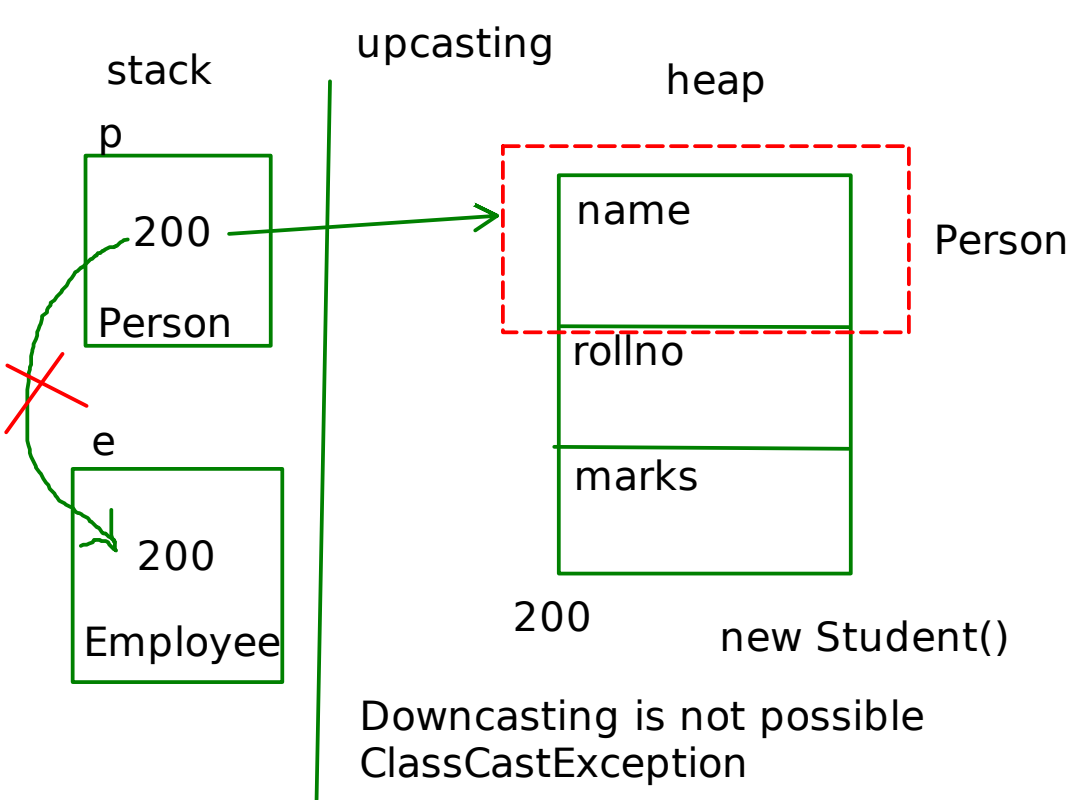 upcasting
stack
heap
p
200
Person
name
Person
rollno
e
marks
200
Employee
200
new Student()
Downcasting is not possible
ClassCastException